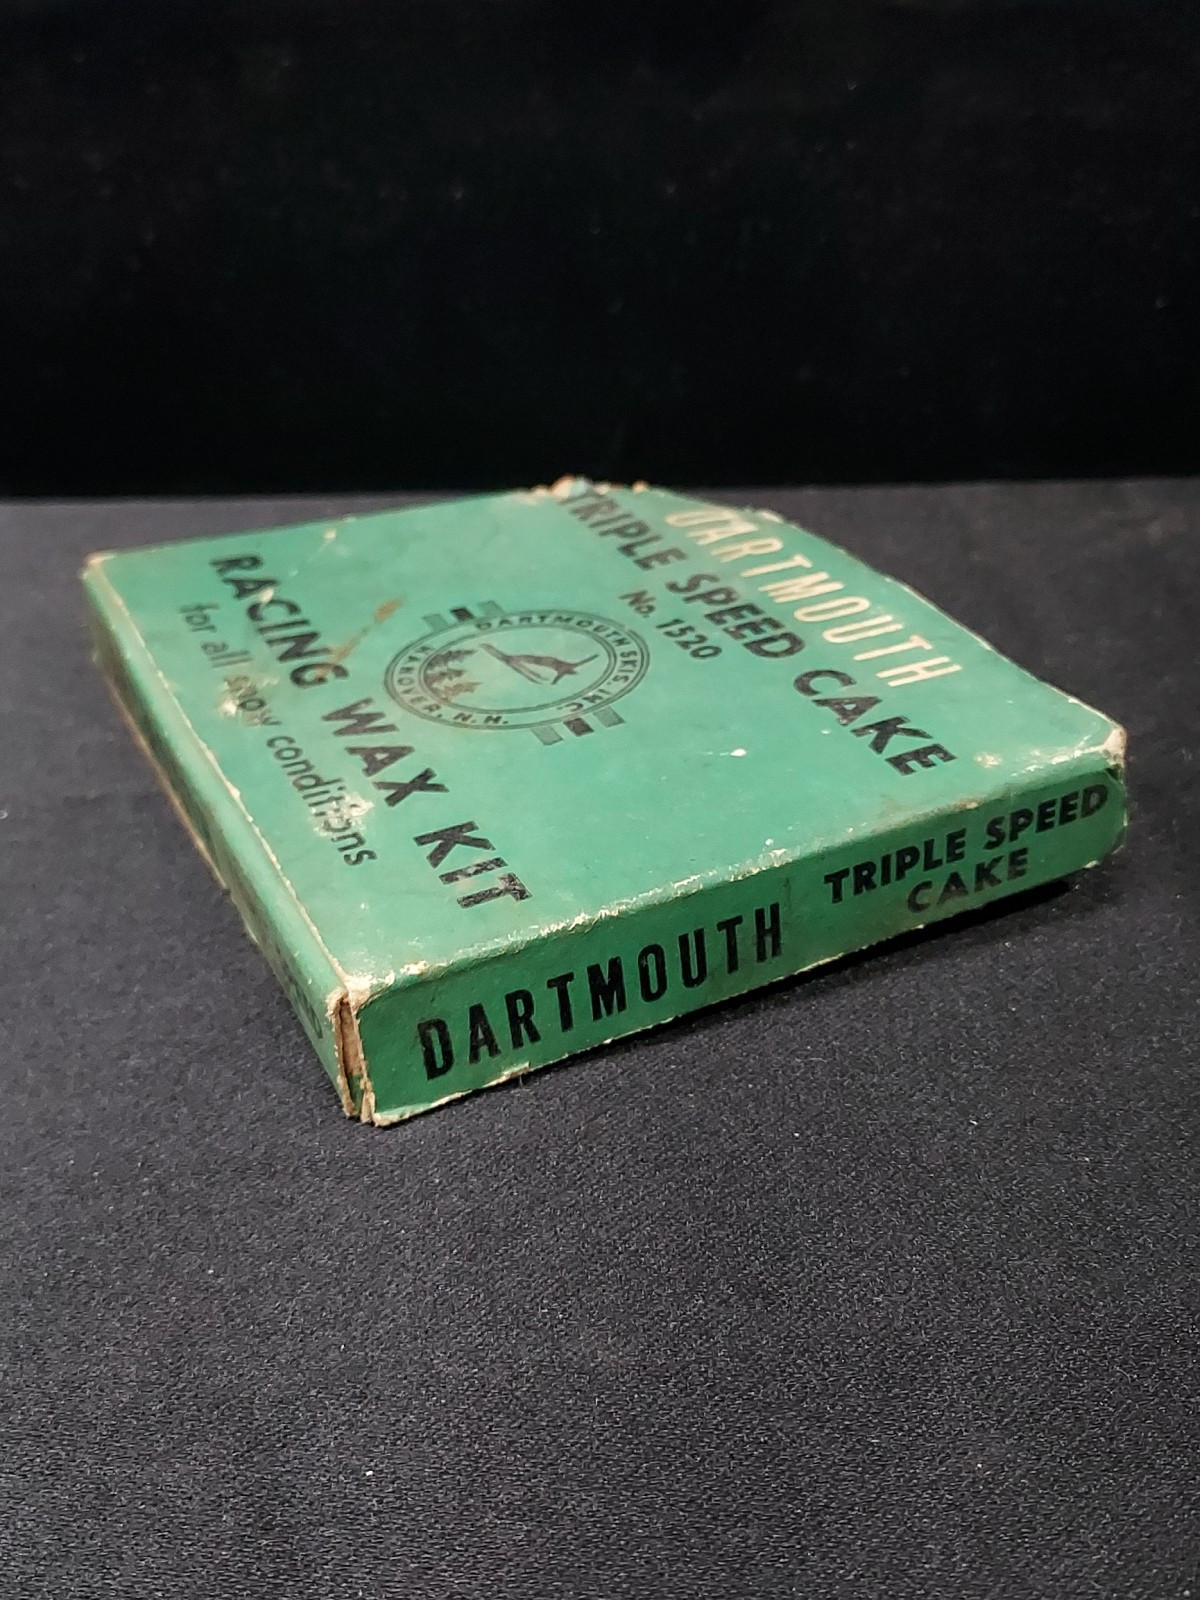 DARTMOUTH
TRIPLE SPEED CAKE
No. 1520
DARTMOUTH SKIS, INC.
HANOVER, N.H.
RACING WAX KIT
for all snow conditions
DARTMOUTH
TRIPLE SPEED
CAKE